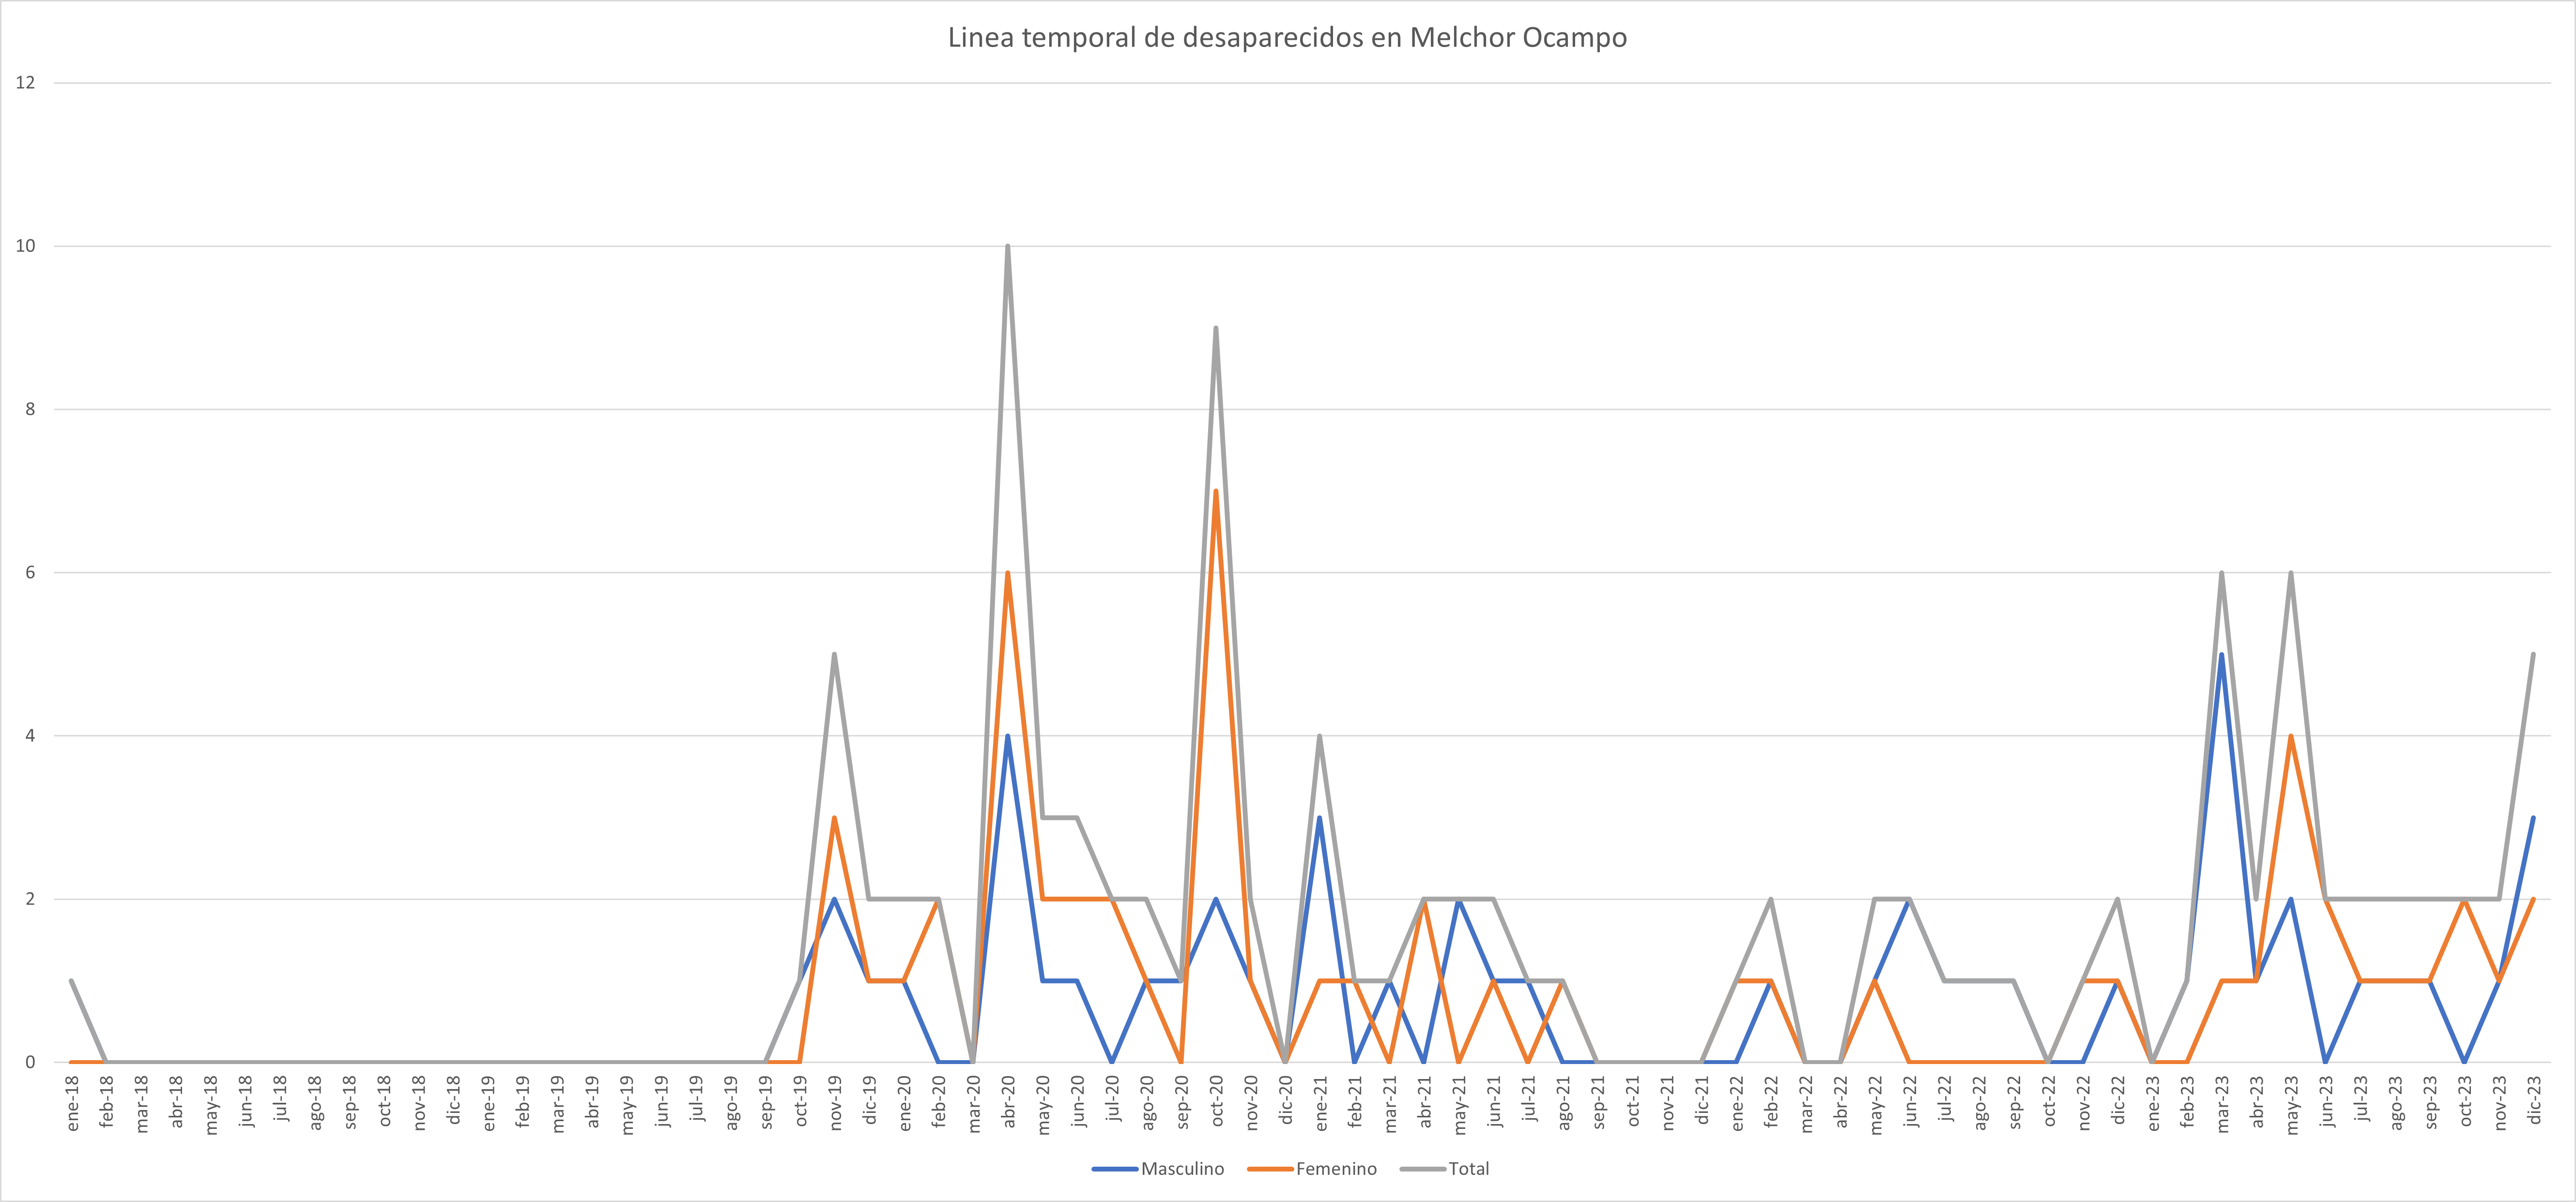 Linea temporal de desaparecidos en Melchor Ocampo
12
10
8
6
4
2
0
ene-18
feb-18
mar-18
abr-18
may-18
jun-18
jul-18
ago-18
sep-18
oct-18
nov-18
dic-18
ene-19
feb-19
mar-19
abr-19
may-19
jun-19
jul-19
ago-19
sep-19
oct-19
nov-19
dic-19
ene-20
feb-20
mar-20
abr-20
may-20
jun-20
jul-20
ago-20
sep-20
oct-20
nov-20
dic-20
ene-21
feb-21
mar-21
abr-21
may-21
jun-21
jul-21
ago-21
sep-21
oct-21
nov-21
dic-21
ene-22
feb-22
mar-22
abr-22
may-22
jun-22
jul-22
ago-22
sep-22
oct-22
nov-22
dic-22
ene-23
feb-23
mar-23
abr-23
may-23
jun-23
jul-23
ago-23
sep-23
oct-23
nov-23
dic-23
Masculino Femenino Total